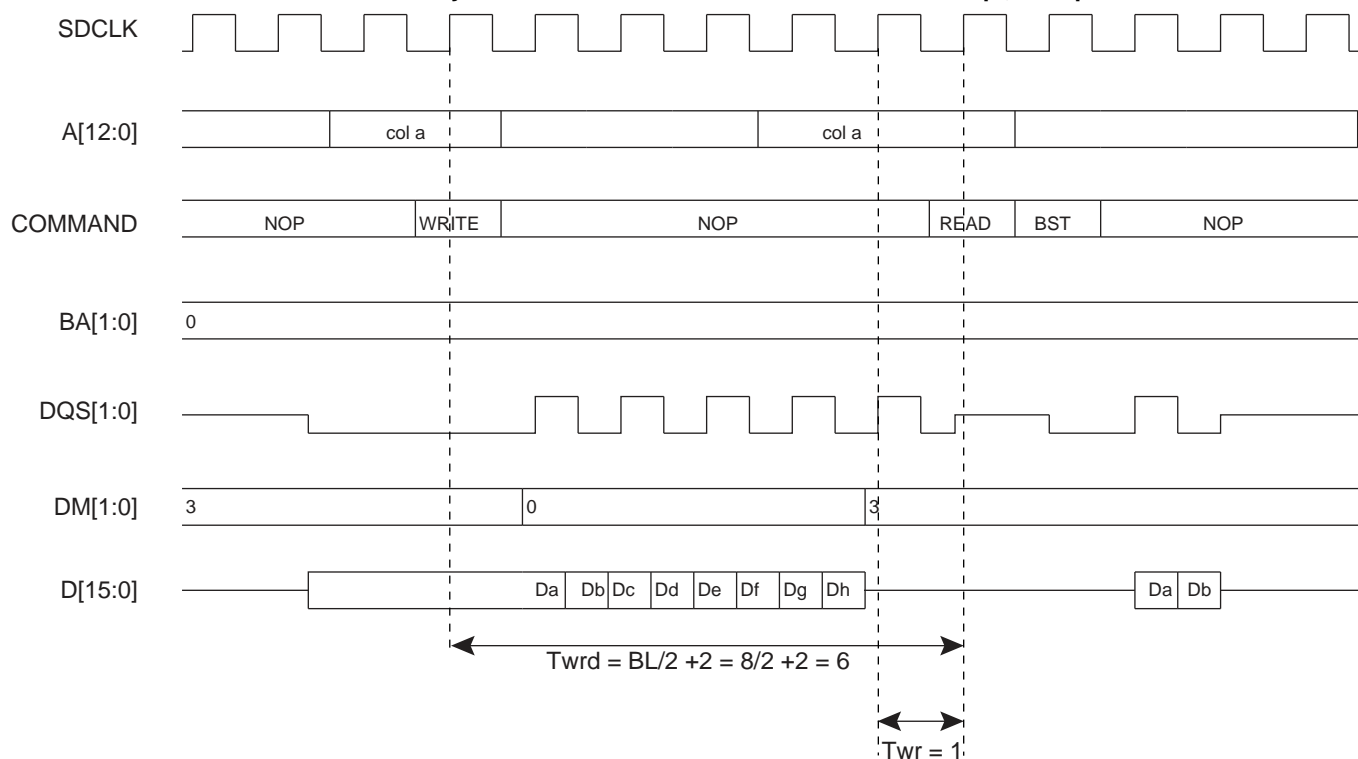 SDCLK
A[12:0] col a col a
COMMAND NOP WRITE NOP READ BST NOP
BA[1:0] 0
DQS[1:0]
DM[1:0] 3 0 3
D[15:0] Da Db Dc Dd De Df Dg Dh Da Db
Twrd = BL/2 +2 = 8/2 +2 = 6
Twr = 1